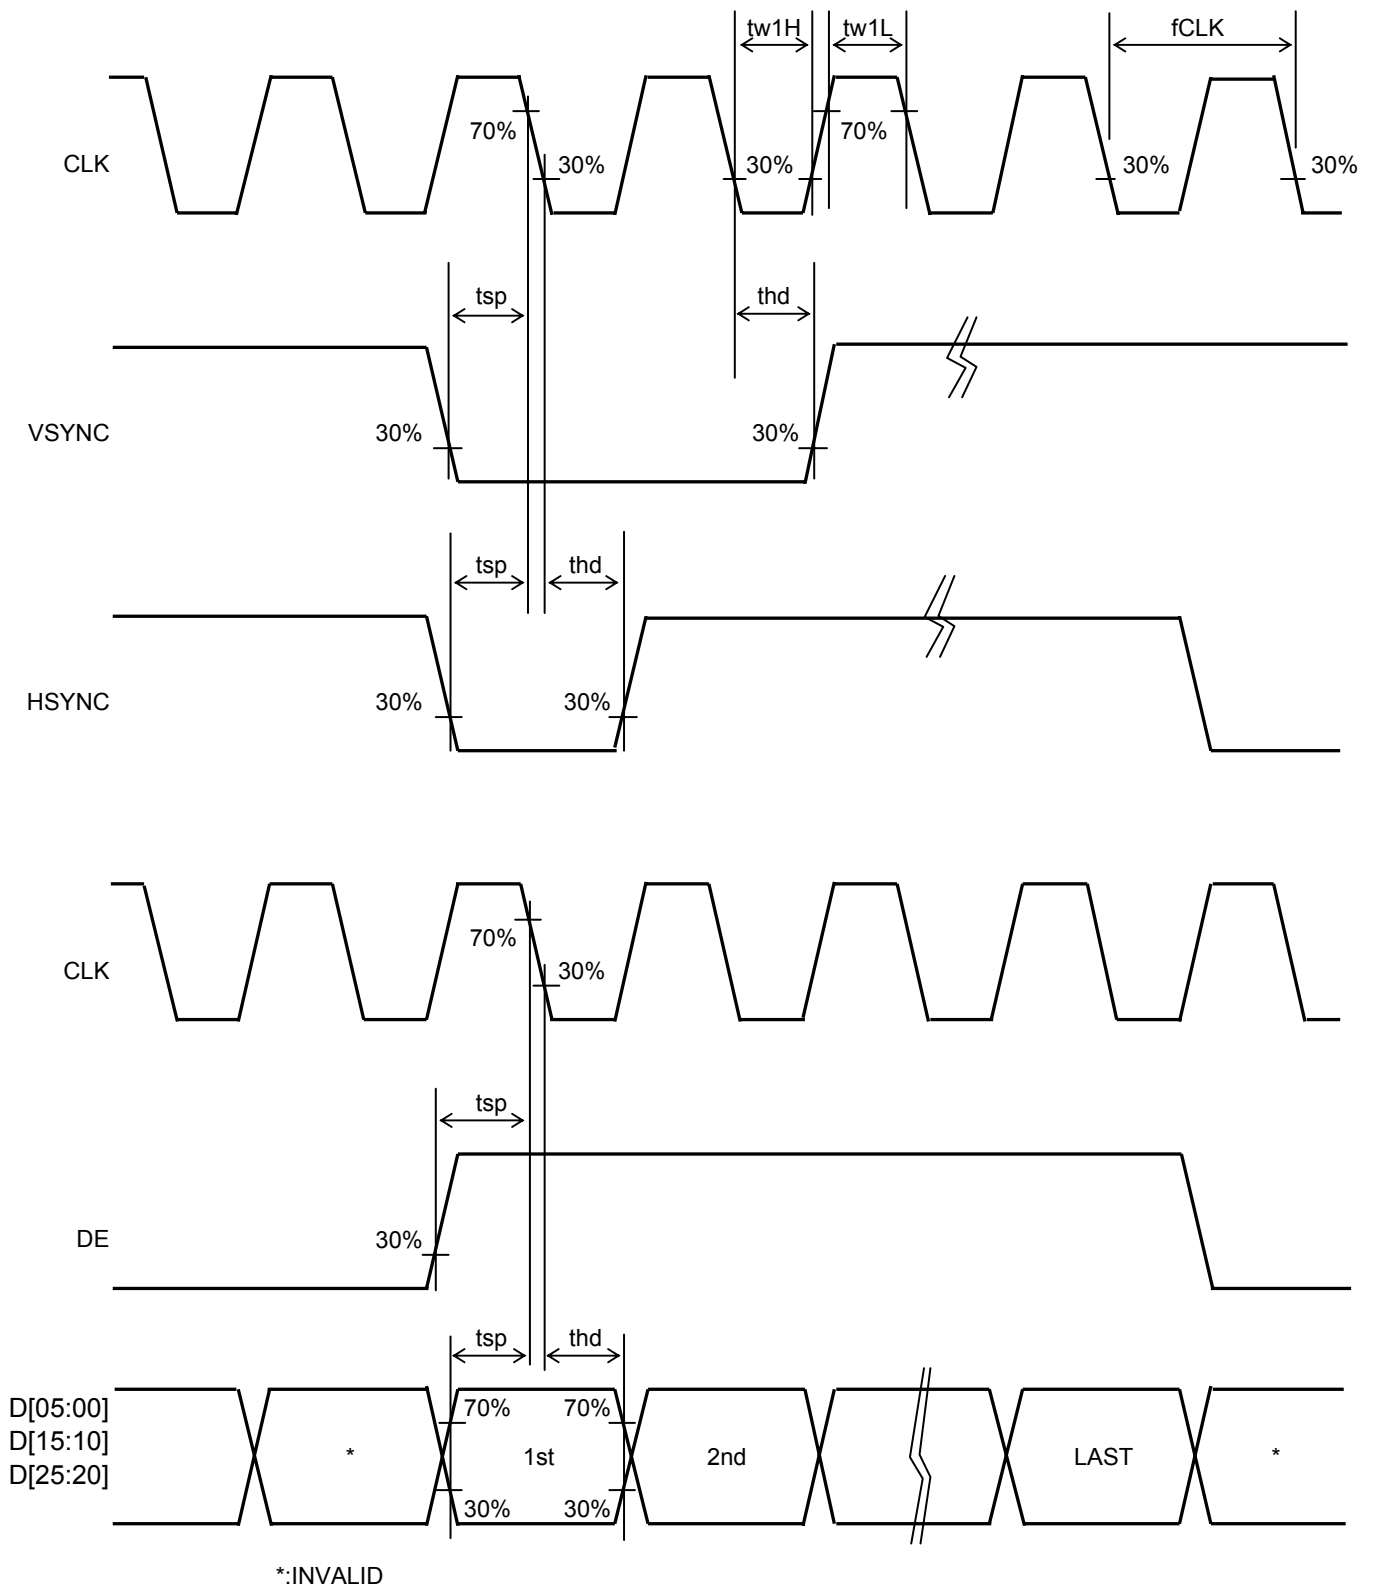 tw1H tw1L fCLK
70% 30% 30% 70% 30% 30%
CLK
tsp thd
VSYNC 30% 30%
tsp thd
HSYNC 30% 30%
70% 30%
CLK
tsp
DE 30%
tsp thd
D[05:00] 70% 70%
D[15:10] * 1st 2nd LAST *
D[25:20]
30% 30%
*:INVALID